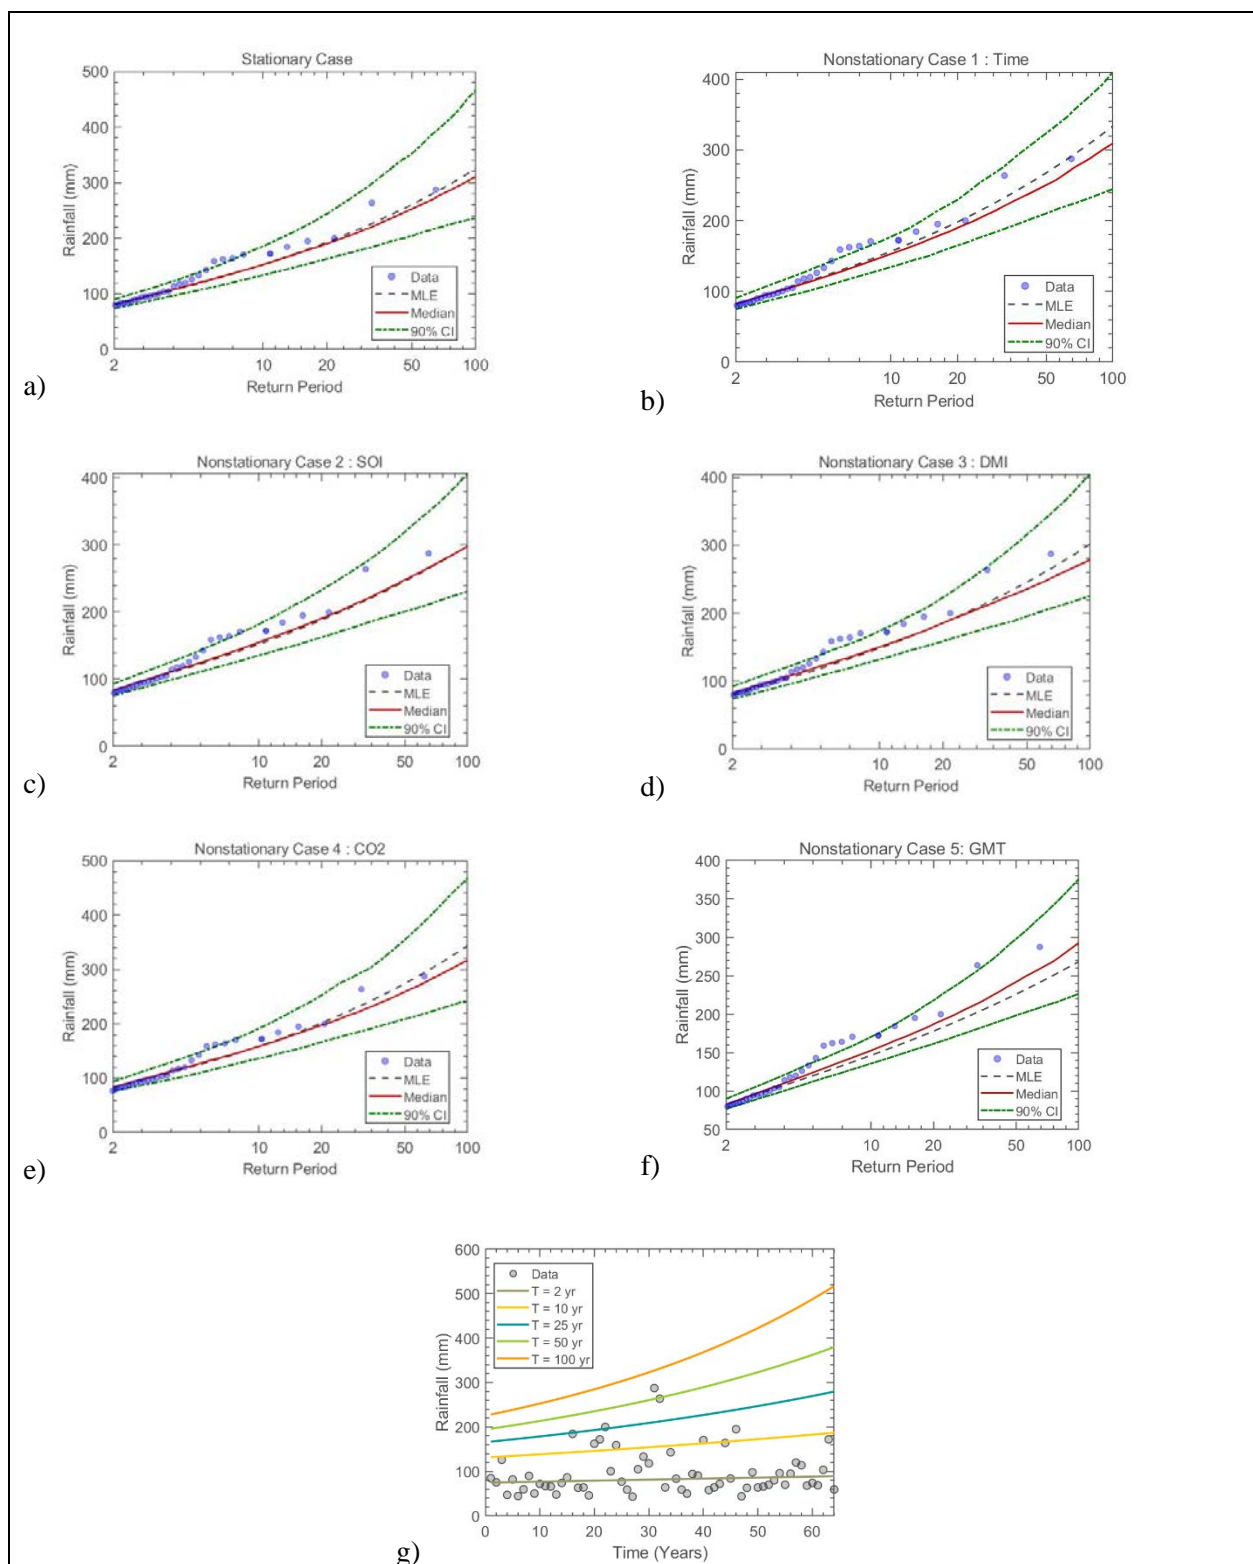 Stationary Case
500
400
300
200
100
0
Rainfall (mm)
Data
MLE
Median
90% CI
2 10 20 50 100
Return Period
a)
Nonstationary Case 1 : Time
400
300
200
100
0
Rainfall (mm)
Data
MLE
Median
90% CI
2 10 20 50 100
Return Period
b)
Nonstationary Case 2 : SOI
400
300
200
100
0
Rainfall (mm)
Data
MLE
Median
90% CI
2 10 20 50 100
Return Period
c)
Nonstationary Case 3 : DMI
400
300
200
100
0
Rainfall (mm)
Data
MLE
Median
90% CI
2 10 20 50 100
Return Period
d)
Nonstationary Case 4 : CO2
500
400
300
200
100
0
Rainfall (mm)
Data
MLE
Median
90% CI
2 10 20 50 100
Return Period
e)
Nonstationary Case 5: GMT
400
350
300
250
200
150
100
50
Rainfall (mm)
Data
MLE
Median
90% CI
2 10 20 50 100
Return Period
f)
600
500
400
300
200
100
0
Rainfall (mm)
Data
T = 2 yr
T = 10 yr
T = 25 yr
T = 50 yr
T = 100 yr
0 10 20 30 40 50 60
Time (Years)
g)